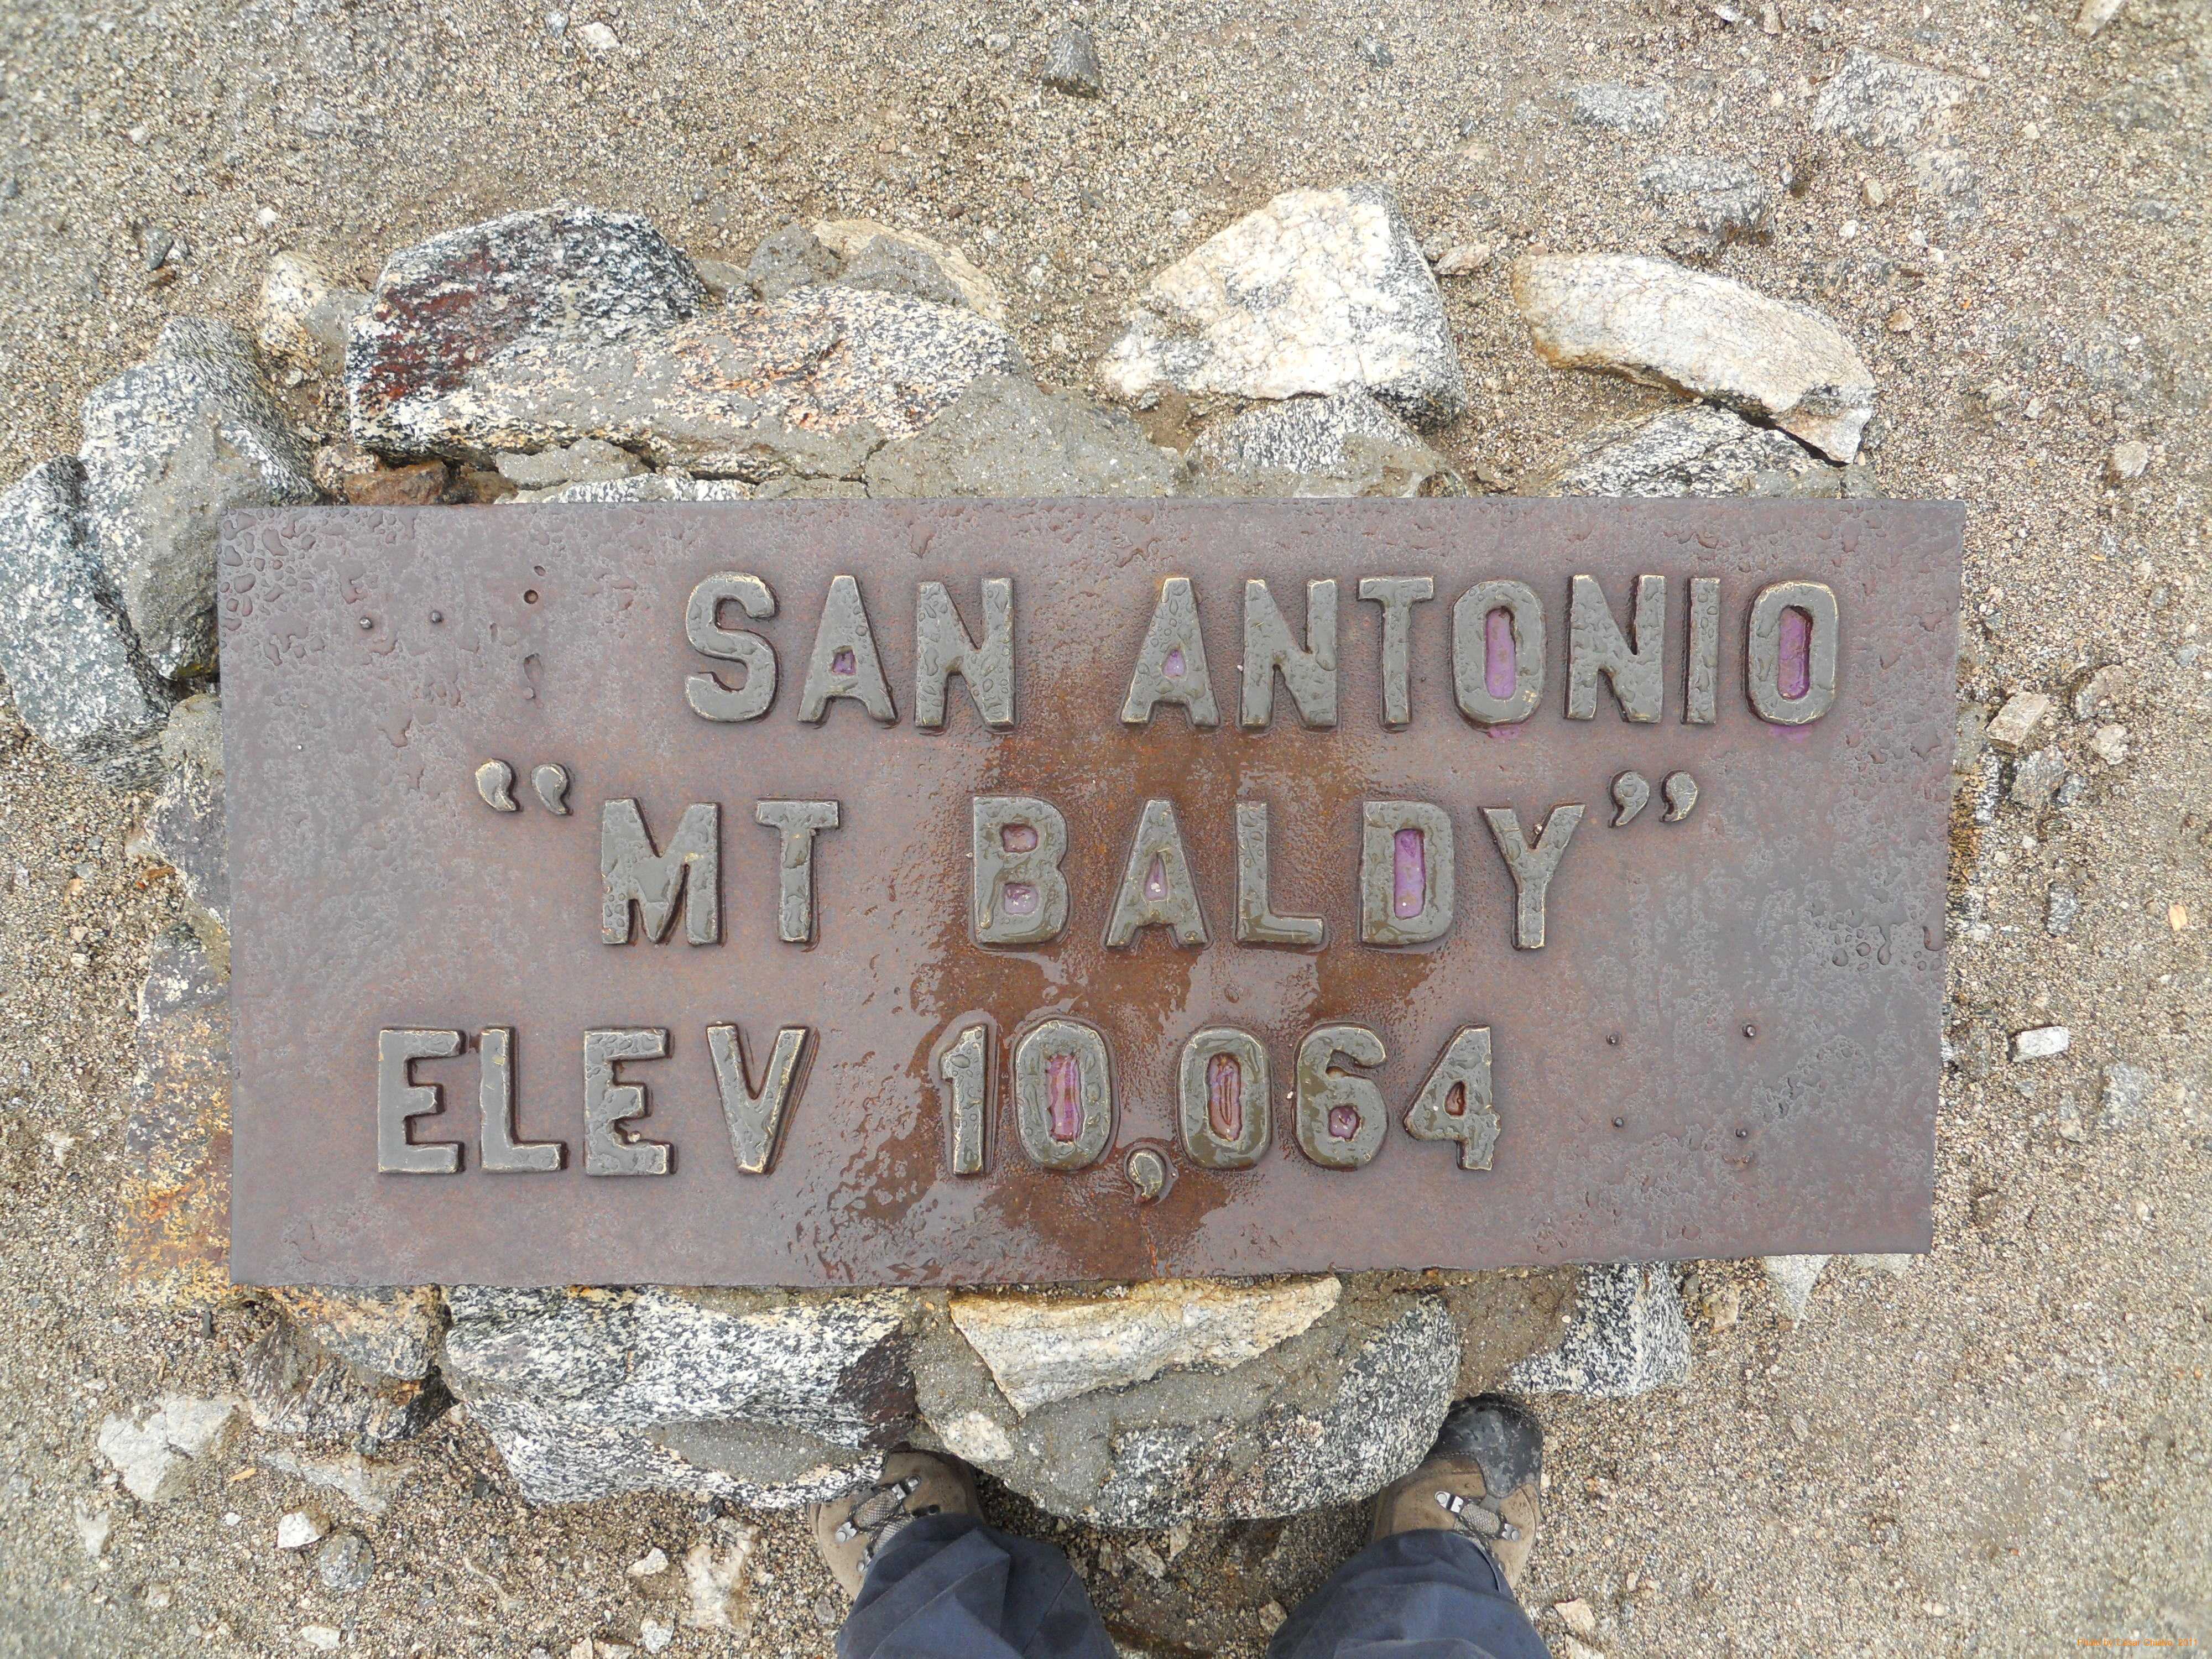 SAN ANTONIO
“MT BALDY”
ELEV 10,064